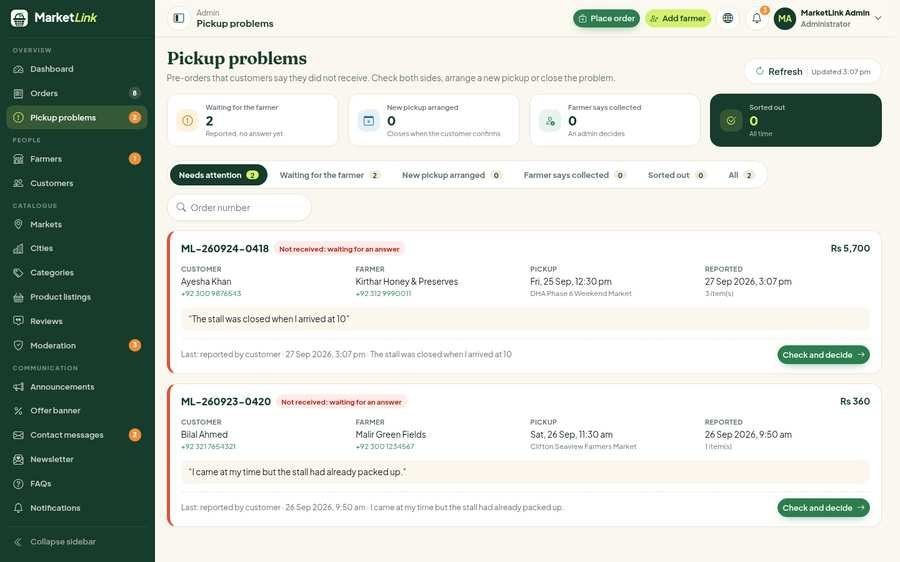 MarketLink
OVERVIEW
Dashboard
Orders 8
Pickup problems 2
PEOPLE
Farmers 1
Customers
CATALOGUE
Markets
Cities
Categories
Product listings
Reviews
Moderation 3
COMMUNICATION
Announcements
Offer banner
Contact messages 2
Newsletter
FAQs
Notifications
Collapse sidebar
Admin
Pickup problems
Place order
Add farmer
3
MA
MarketLink Admin
Administrator
Pickup problems
Pre-orders that customers say they did not receive. Check both sides, arrange a new pickup or close the problem.
Refresh Updated 3:07 pm
Waiting for the farmer
2
Reported, no answer yet
New pickup arranged
0
Closes when the customer confirms
Farmer says collected
0
An admin decides
Sorted out
0
All time
Needs attention 2 Waiting for the farmer 2 New pickup arranged 0 Farmer says collected 0 Sorted out 0 All 2
Order number
ML-260924-0418 Not received: waiting for an answer Rs 5,700
CUSTOMER FARMER PICKUP REPORTED
Ayesha Khan Kirthar Honey & Preserves Fri, 25 Sep, 12:30 pm 27 Sep 2026, 3:07 pm
+92 300 9876543 +92 312 9990011 DHA Phase 6 Weekend Market 3 item(s)
"The stall was closed when I arrived at 10"
Last: reported by customer · 27 Sep 2026, 3:07 pm · The stall was closed when I arrived at 10
Check and decide →
ML-260923-0420 Not received: waiting for an answer Rs 360
CUSTOMER FARMER PICKUP REPORTED
Bilal Ahmed Malir Green Fields Sat, 26 Sep, 11:30 am 26 Sep 2026, 9:50 am
+92 321 7654321 +92 300 1234567 Clifton Seaview Farmers Market 1 item(s)
"I came at my time but the stall had already packed up."
Last: reported by customer · 26 Sep 2026, 9:50 am · I came at my time but the stall had already packed up.
Check and decide →